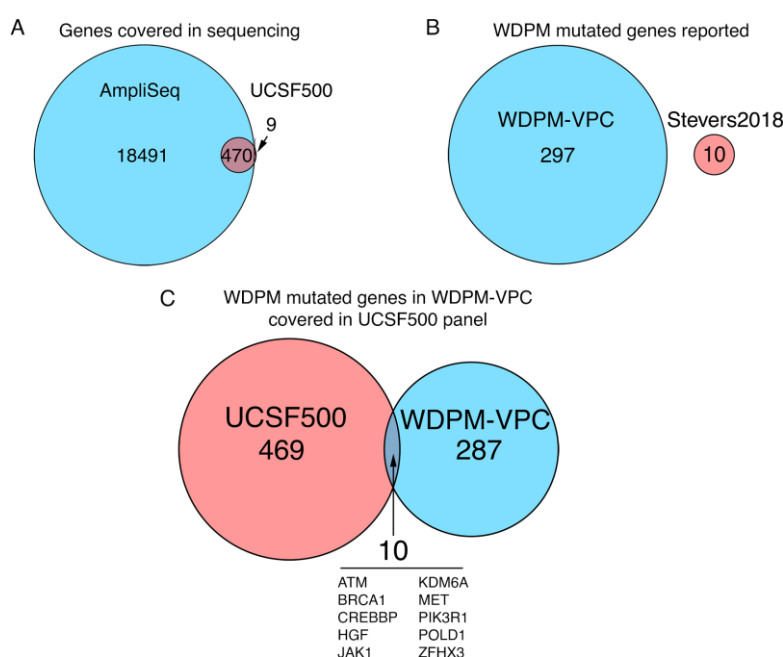 A
Genes covered in sequencing
AmpliSeq
UCSF500
9
18491
470
B
WDPM mutated genes reported
WDPM-VPC
297
Stevers2018
10
C
WDPM mutated genes in WDPM-VPC
covered in UCSF500 panel
UCSF500
469
WDPM-VPC
287
10
ATM KDM6A
BRCA1 MET
CREBBP PIK3R1
HGF POLD1
JAK1 ZFHX3